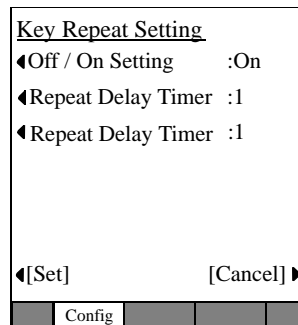 Key Repeat Setting
Off / On Setting :On
Repeat Delay Timer :1
Repeat Delay Timer :1
[Set] [Cancel]
Config